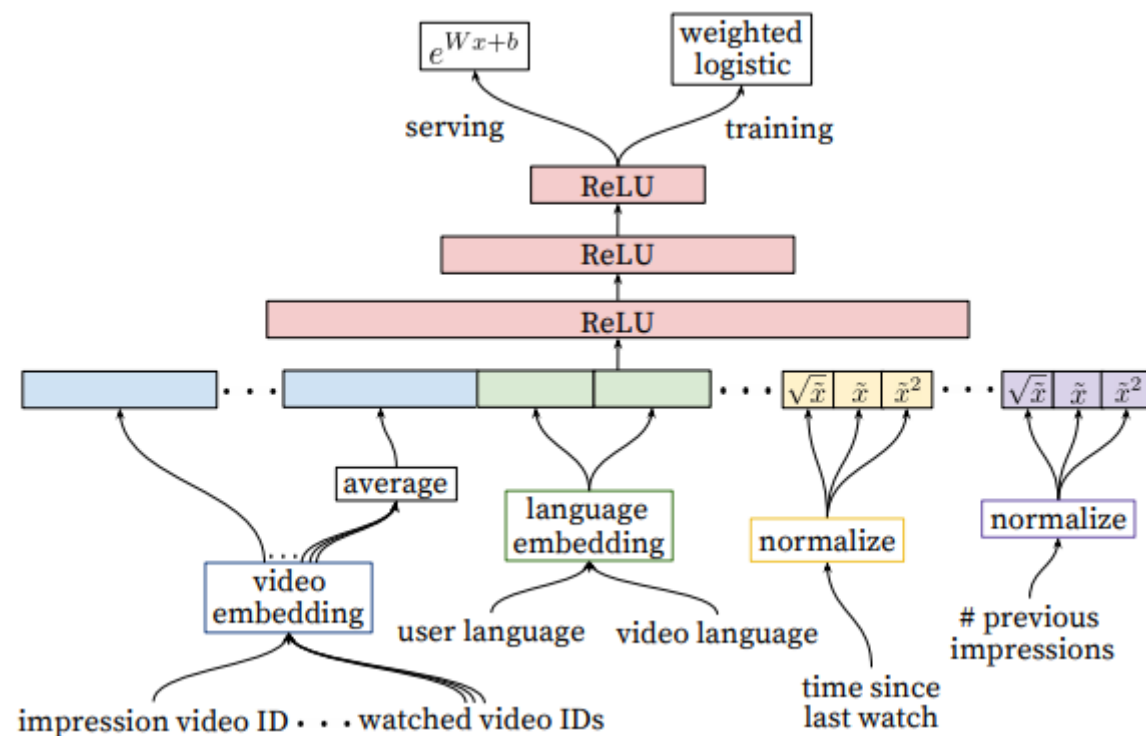 e^{Wx+b}
weighted
logistic
serving
training
ReLU
ReLU
ReLU
· · ·
· · ·
√x̃ x̃ x̃²
· · ·
√x̃ x̃ x̃²
average
language
embedding
normalize
normalize
· · ·
video
embedding
user language
video language
# previous
impressions
time since
last watch
impression video ID · · · watched video IDs